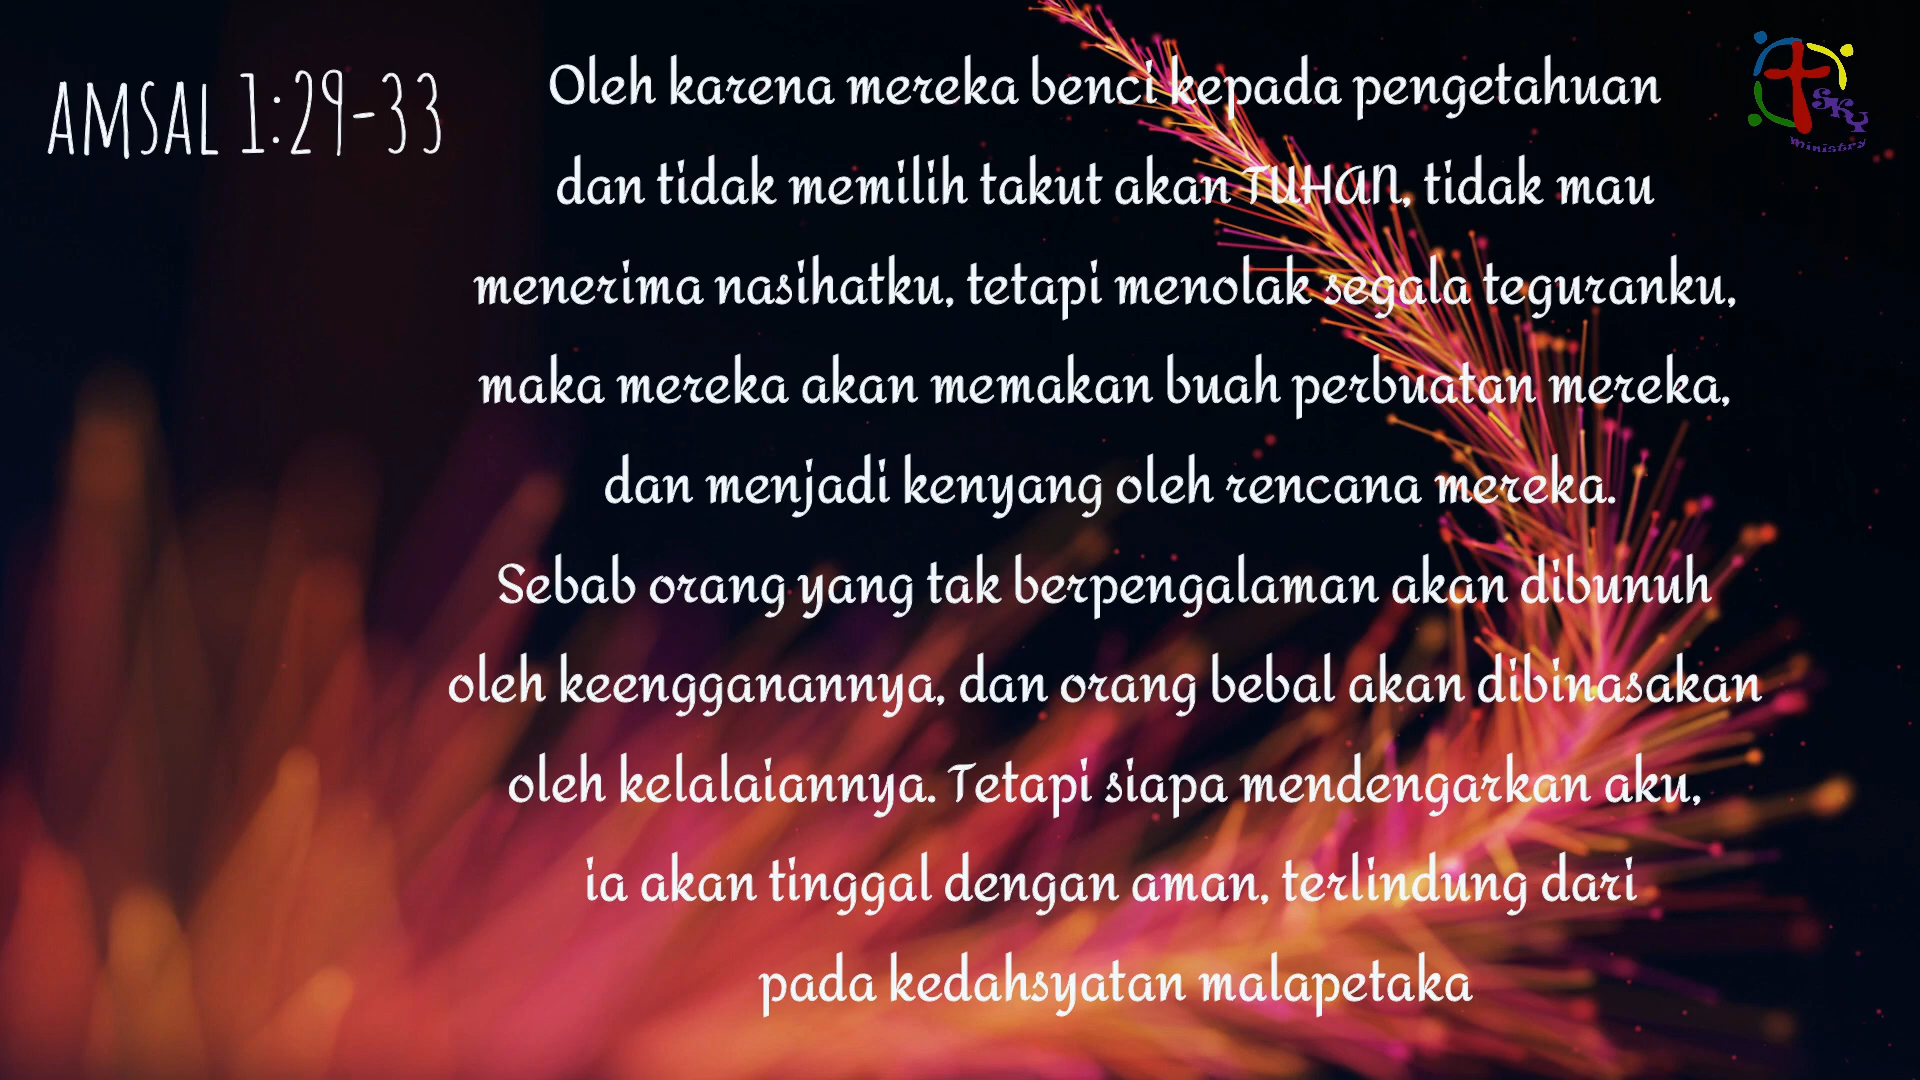 AMSAL 1:29-33
Oleh karena mereka benci kepada pengetahuan
dan tidak memilih takut akan TUHAN, tidak mau
menerima nasihatku, tetapi menolak segala teguranku,
maka mereka akan memakan buah perbuatan mereka,
dan menjadi kenyang oleh rencana mereka.
Sebab orang yang tak berpengalaman akan dibunuh
oleh keengganannya, dan orang bebal akan dibinasakan
oleh kelalaiannya. Tetapi siapa mendengarkan aku,
ia akan tinggal dengan aman, terlindung dari
pada kedahsyatan malapetaka
SKY
Ministry